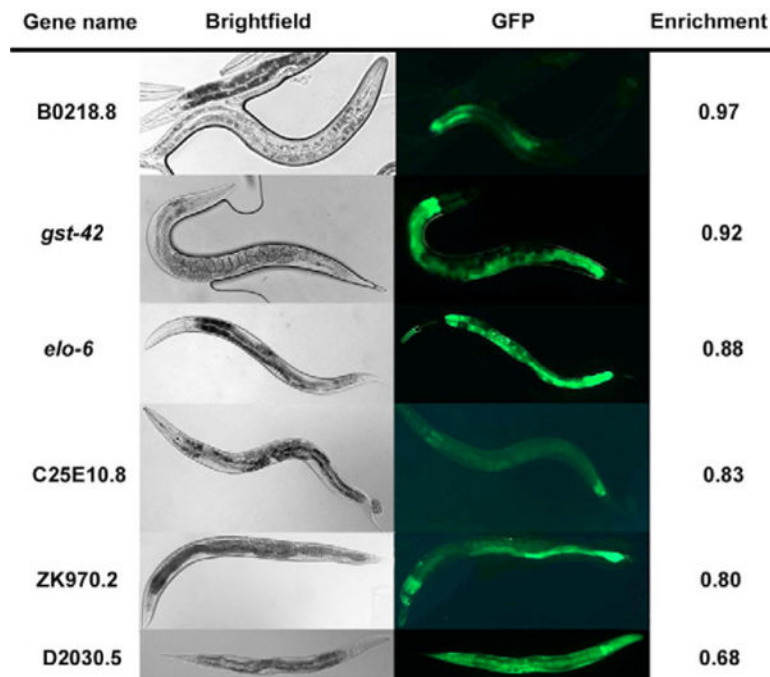 Gene name Brightfield GFP Enrichment
B0218.8 0.97
gst-42 0.92
elo-6 0.88
C25E10.8 0.83
ZK970.2 0.80
D2030.5 0.68